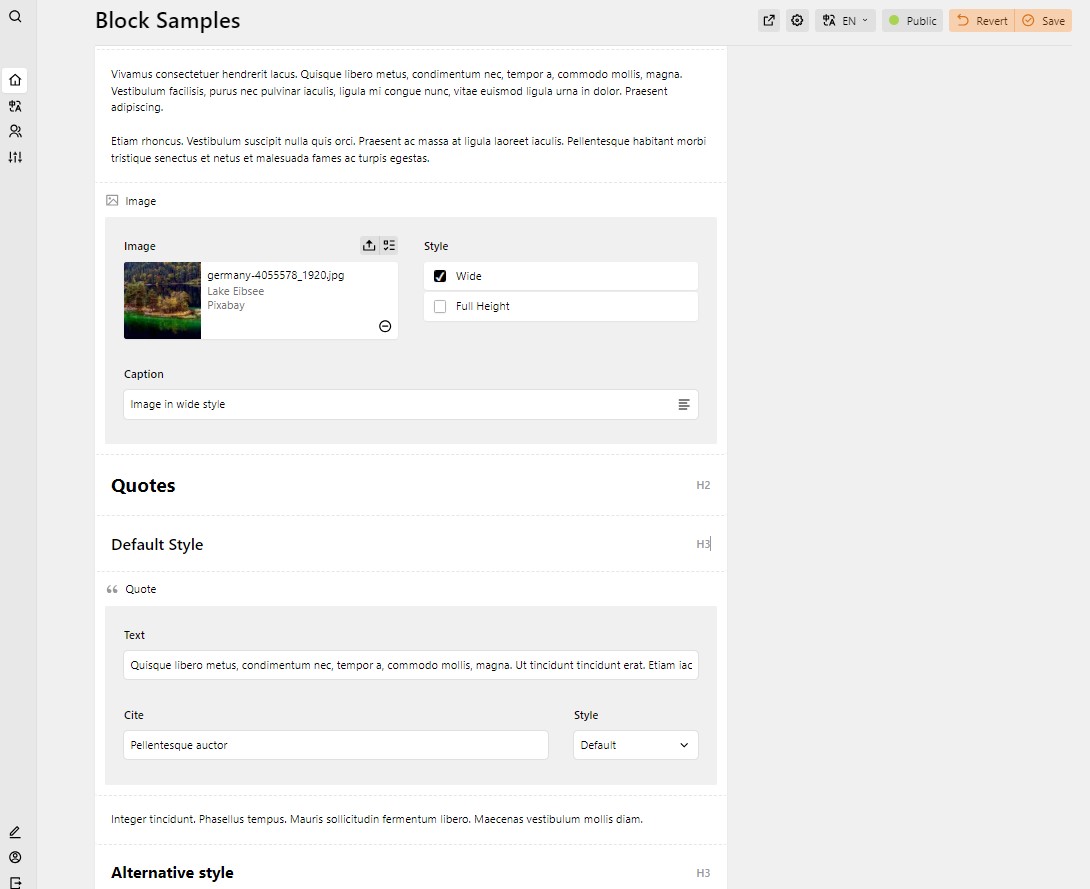 Block Samples
EN
Public
Revert
Save
Vivamus consectetuer hendrerit lacus. Quisque libero metus, condimentum nec, tempor a, commodo mollis, magna.
Vestibulum facilisis, purus nec pulvinar iaculis, ligula mi congue nunc, vitae euismod ligula urna in dolor. Praesent
adipiscing.
Etiam rhoncus. Vestibulum suscipit nulla quis orci. Praesent ac massa at ligula laoreet iaculis. Pellentesque habitant morbi
tristique senectus et netus et malesuada fames ac turpis egestas.
Image
Image
germany-4055578_1920.jpg
Lake Eibsee
Pixabay
Style
Wide
Full Height
Caption
Image in wide style
Quotes
H2
Default Style
H3
Quote
Text
Quisque libero metus, condimentum nec, tempor a, commodo mollis, magna. Ut tincidunt tincidunt erat. Etiam iac
Cite
Pellentesque auctor
Style
Default
Integer tincidunt. Phasellus tempus. Mauris sollicitudin fermentum libero. Maecenas vestibulum mollis diam.
Alternative style
H3